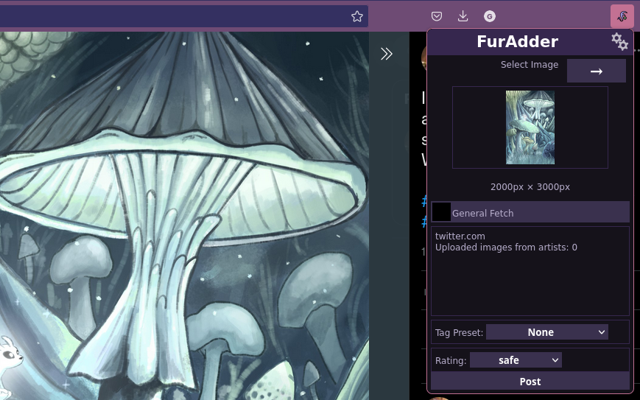 FurAdder
Select Image
→
2000px × 3000px
General Fetch
twitter.com
Uploaded images from artists: 0
Tag Preset: None
Rating: safe
Post